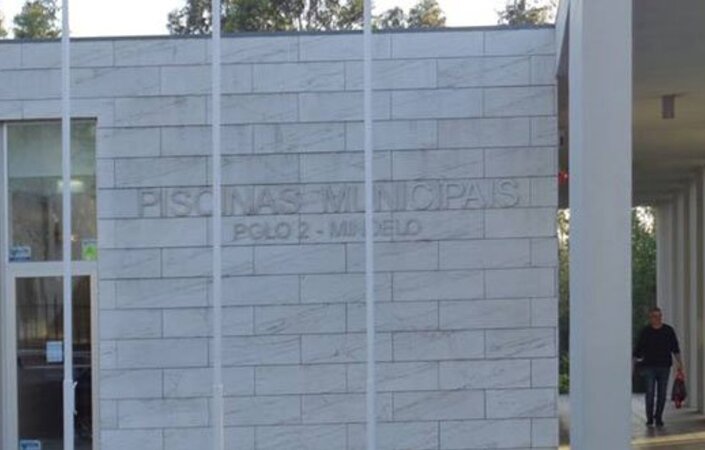 PISCINAS MUNICIPAIS
POLO 2 - MINDELO